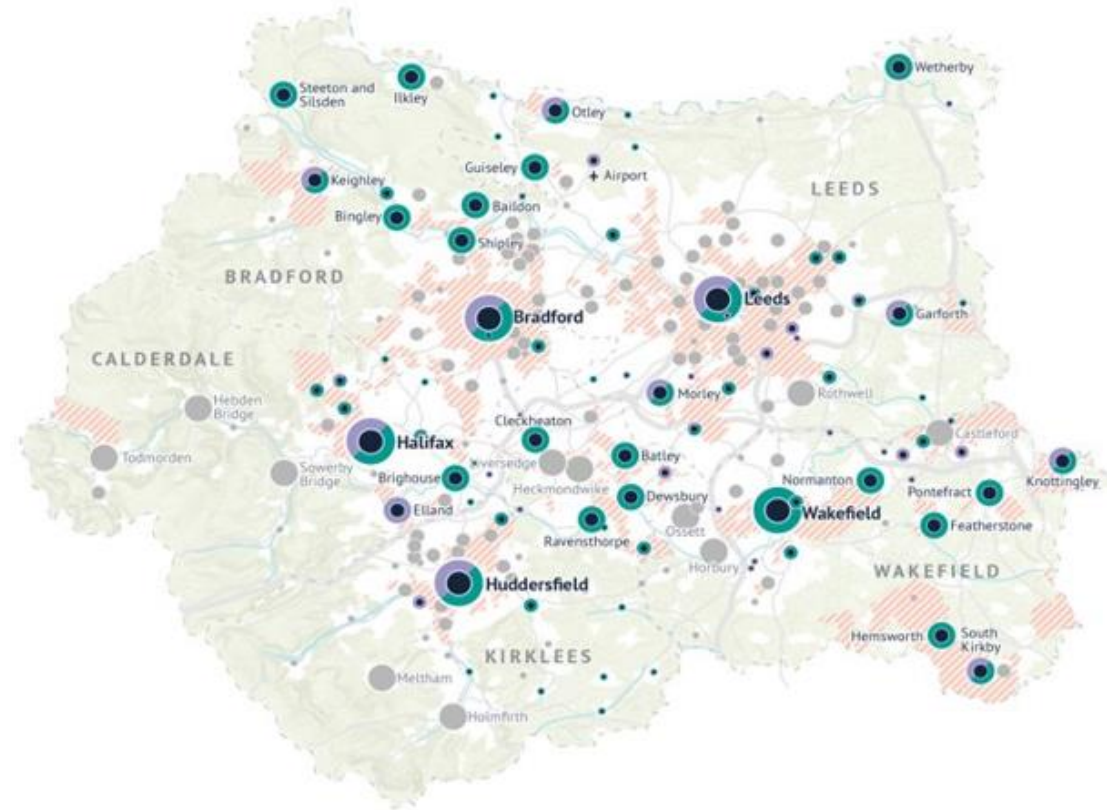 Wetherby
Steeton and
Silsden
Ilkley
Otley
Guiseley
Airport
Keighley
LEEDS
Baildon
Bingley
Shipley
BRADFORD
Leeds
Bradford
Garforth
CALDERDALE
Morley
Rothwell
Hebden
Bridge
Cleckheaton
Castleford
Halifax
Todmorden
Batley
Sowerby
Bridge
Liversedge
Brighouse
Heckmondwike
Normanton
Knottingley
Pontefract
Dewsbury
Elland
Wakefield
Ossett
Featherstone
Ravensthorpe
Horbury
WAKEFIELD
Huddersfield
Hemsworth
South
Kirkby
KIRKLEES
Meltham
Holmfirth